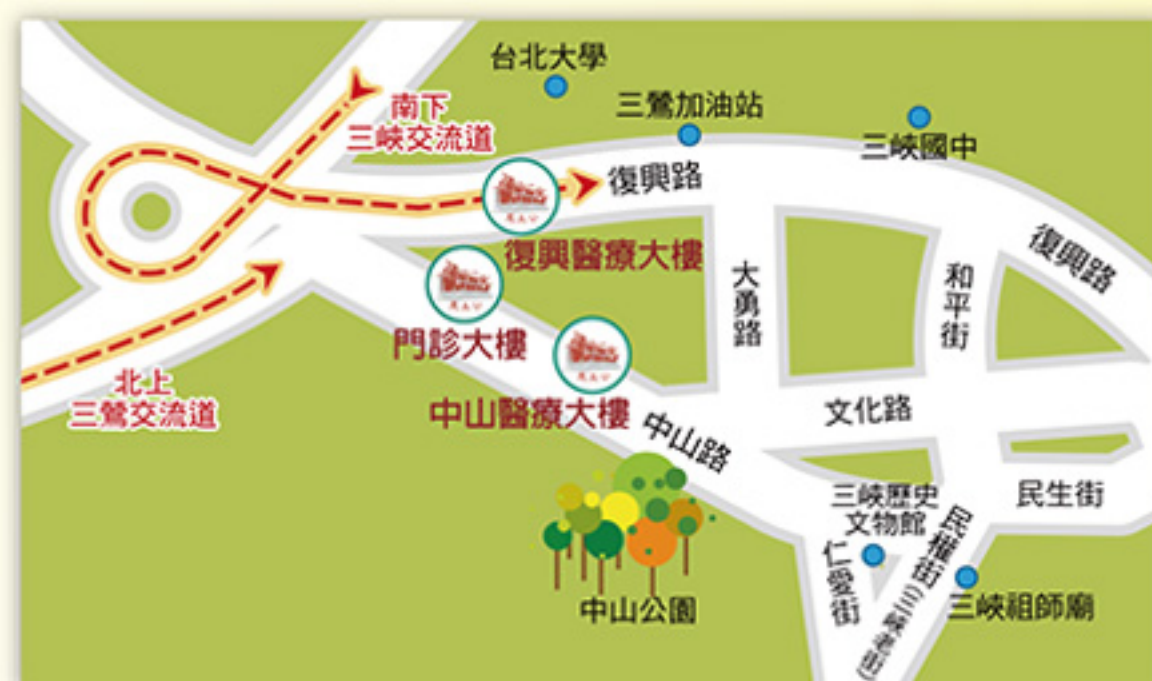 台北大學
南下
三峽交流道
三鶯加油站
三峽國中
復興路
復興醫療大樓
復興路
大勇路
和平街
門診大樓
北上
三鶯交流道
中山醫療大樓
中山路
文化路
三峽歷史
文物館
民生街
仁愛街
民權街(三峽老街)
中山公園
三峽祖師廟